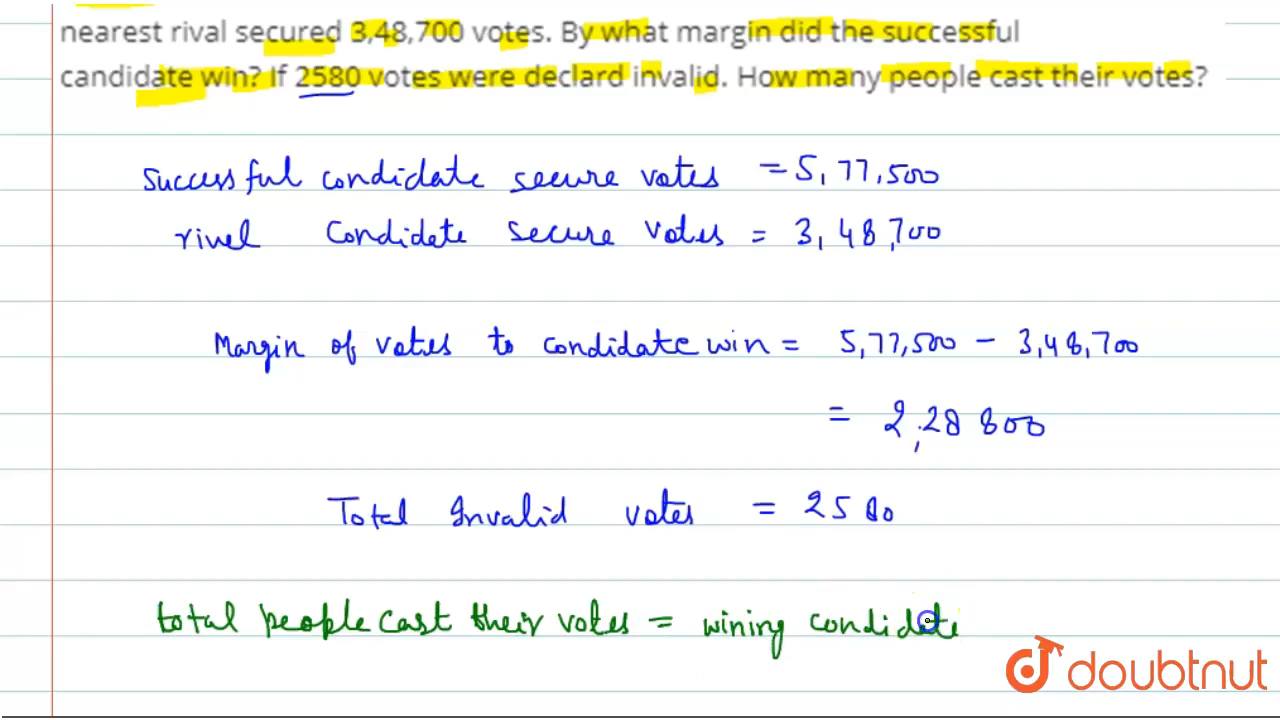 nearest rival secured 3,48,700 votes. By what margin did the successful
candidate win? If 2580 votes were declard invalid. How many people cast their votes?
Successful condidate secure votes = 5,77,500
rivel Condidate secure votes = 3,48,700
Margin of votes to condidate win = 5,77,500 - 3,48,700
= 2,28 800
Total Invalid votes = 2580
total people cast their votes = wining condidate
doubtnut